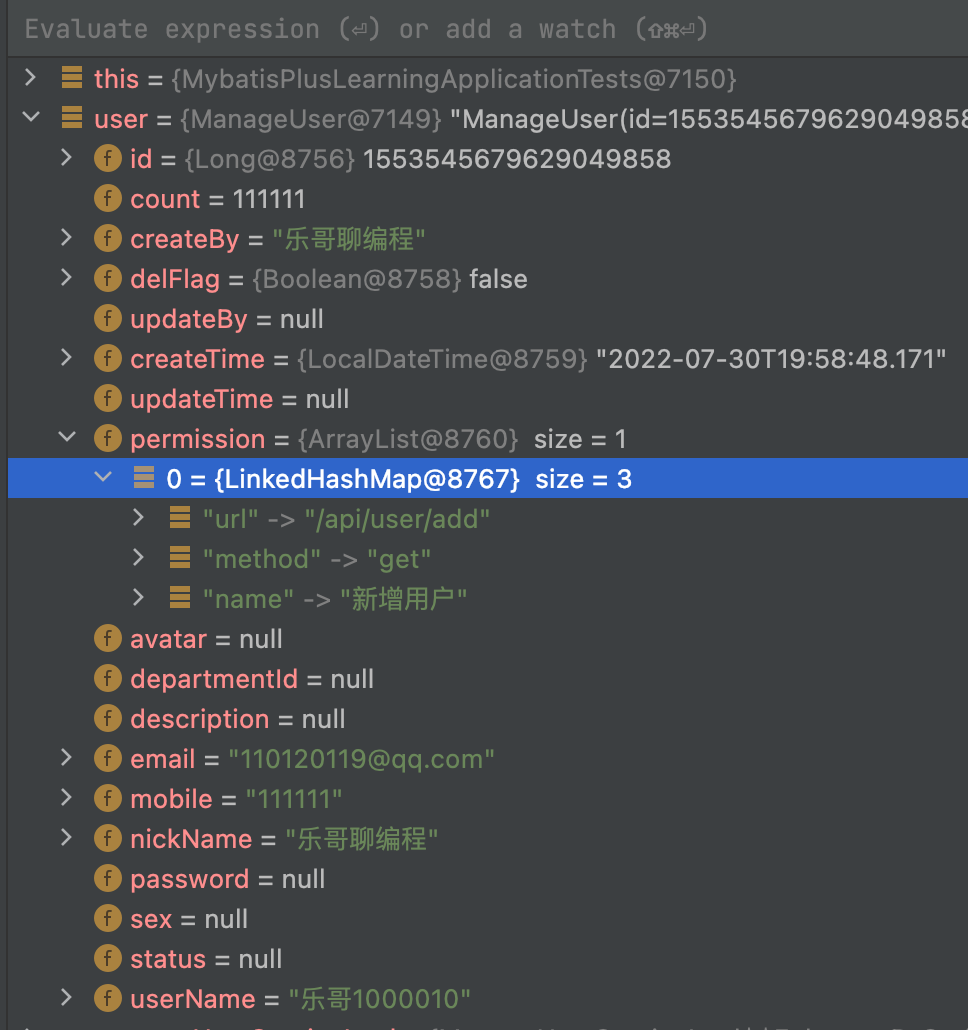 Evaluate expression (⏎) or add a watch (⇧⌘⏎)
this = {MybatisPlusLearningApplicationTests@7150}
user = {ManageUser@7149} "ManageUser(id=1553545679629049858
f id = {Long@8756} 1553545679629049858
f count = 111111
f createBy = "乐哥聊编程"
f delFlag = {Boolean@8758} false
f updateBy = null
f createTime = {LocalDateTime@8759} "2022-07-30T19:58:48.171"
f updateTime = null
f permission = {ArrayList@8760} size = 1
0 = {LinkedHashMap@8767} size = 3
"url" -> "/api/user/add"
"method" -> "get"
"name" -> "新增用户"
f avatar = null
f departmentId = null
f description = null
f email = "110120119@qq.com"
f mobile = "111111"
f nickName = "乐哥聊编程"
f password = null
f sex = null
f status = null
f userName = "乐哥1000010"